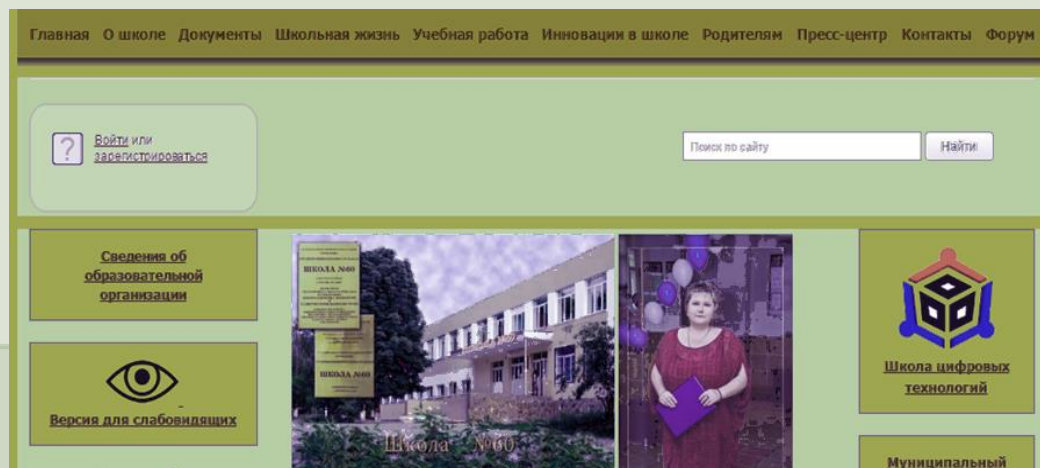 Главная О школе Документы Школьная жизнь Учебная работа Инновации в школе Родителям Пресс-центр Контакты Форум
Войти или
зарегистрироваться
Поиск по сайту
Найти
Сведения об
образовательной
организации
Версия для слабовидящих
ШКОЛА №60
ШКОЛА №60
Школа №60
Школа цифровых
технологий
Муниципальный